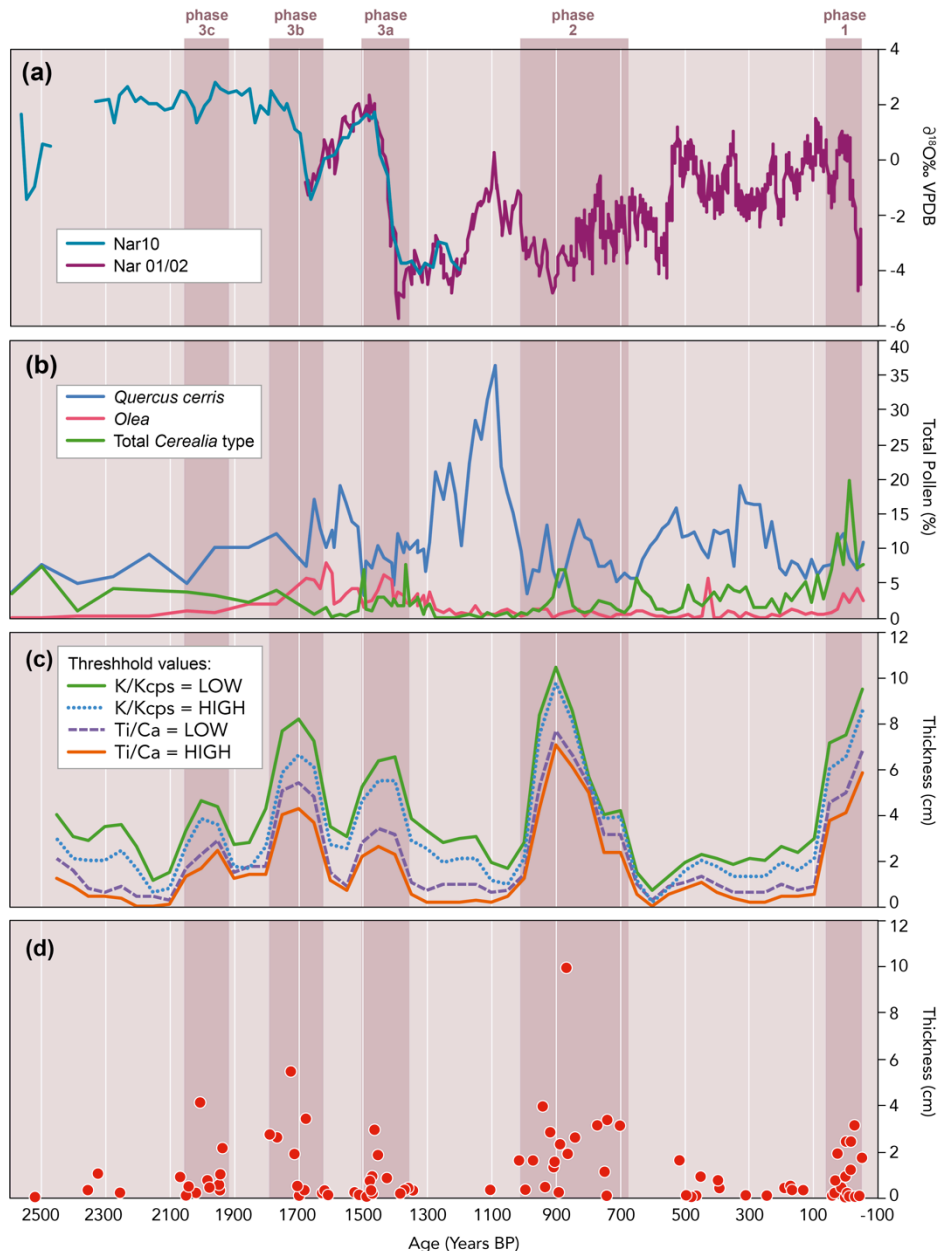 phase 3c
phase 3b
phase 3a
phase 2
phase 1
(a)
4
2
0
-2
-4
-6
∂¹⁸O‰ VPDB
Nar10
Nar 01/02
(b)
40
35
30
25
20
15
10
5
0
Total Pollen (%)
Quercus cerris
Olea
Total Cerealia type
(c)
12
10
8
6
4
2
0
Thickness (cm)
Threshhold values:
K/Kcps = LOW
K/Kcps = HIGH
Ti/Ca = LOW
Ti/Ca = HIGH
(d)
12
10
8
6
4
2
0
Thickness (cm)
2500 2300 2100 1900 1700 1500 1300 1100 900 700 500 300 100 -100
Age (Years BP)